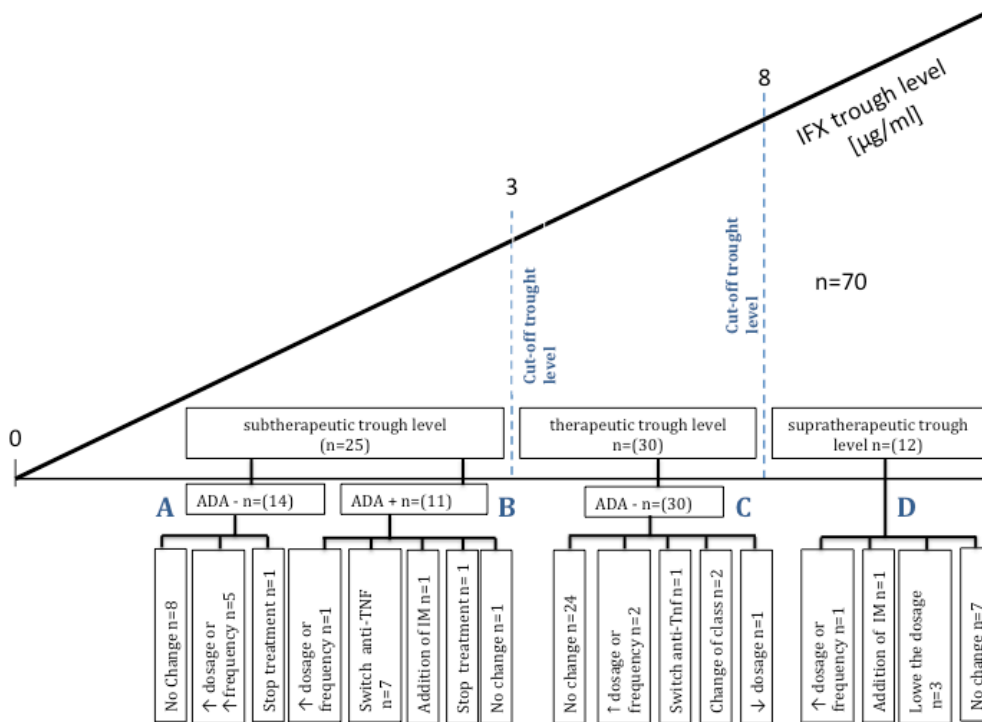 8
IFX trough level
[µg/ml]
3
Cut-off trought
level
Cut-off trought
level
n=70
0
subtherapeutic trough level
(n=25)
therapeutic trough level
n=(30)
supratherapeutic trough
level n=(12)
A
ADA - n=(14)
ADA + n=(11)
B
ADA - n=(30)
C
D
No Change n=8
↑ dosage or
↑frequency n=5
Stop treatment n=1
↑ dosage or
frequency n=1
Switch anti-TNF
n=7
Addition of IM n=1
Stop treatment n= 1
No change n=1
No change n=24
↑ dosage or
frequency n=2
Switch anti-Tnf n=1
Change of class n=2
↓ dosage n=1
↑ dosage or
frequency n=1
Addition of IM n=1
Lowe the dosage
n=3
No change n=7